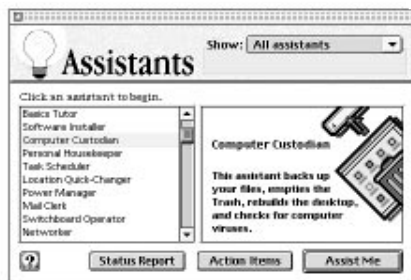 Assistants
Show: All assistants
Click an assistant to begin.
Basics Tutor
Software Installer
Computer Custodian
Personal Housekeeper
Task Scheduler
Location Quick-Changer
Power Manager
Mail Clerk
Switchboard Operator
Networker
Computer Custodian
This assistant backs up
your files, empties the
Trash, rebuilds the desktop,
and checks for computer
viruses.
?
Status Report
Action Items
Assist Me